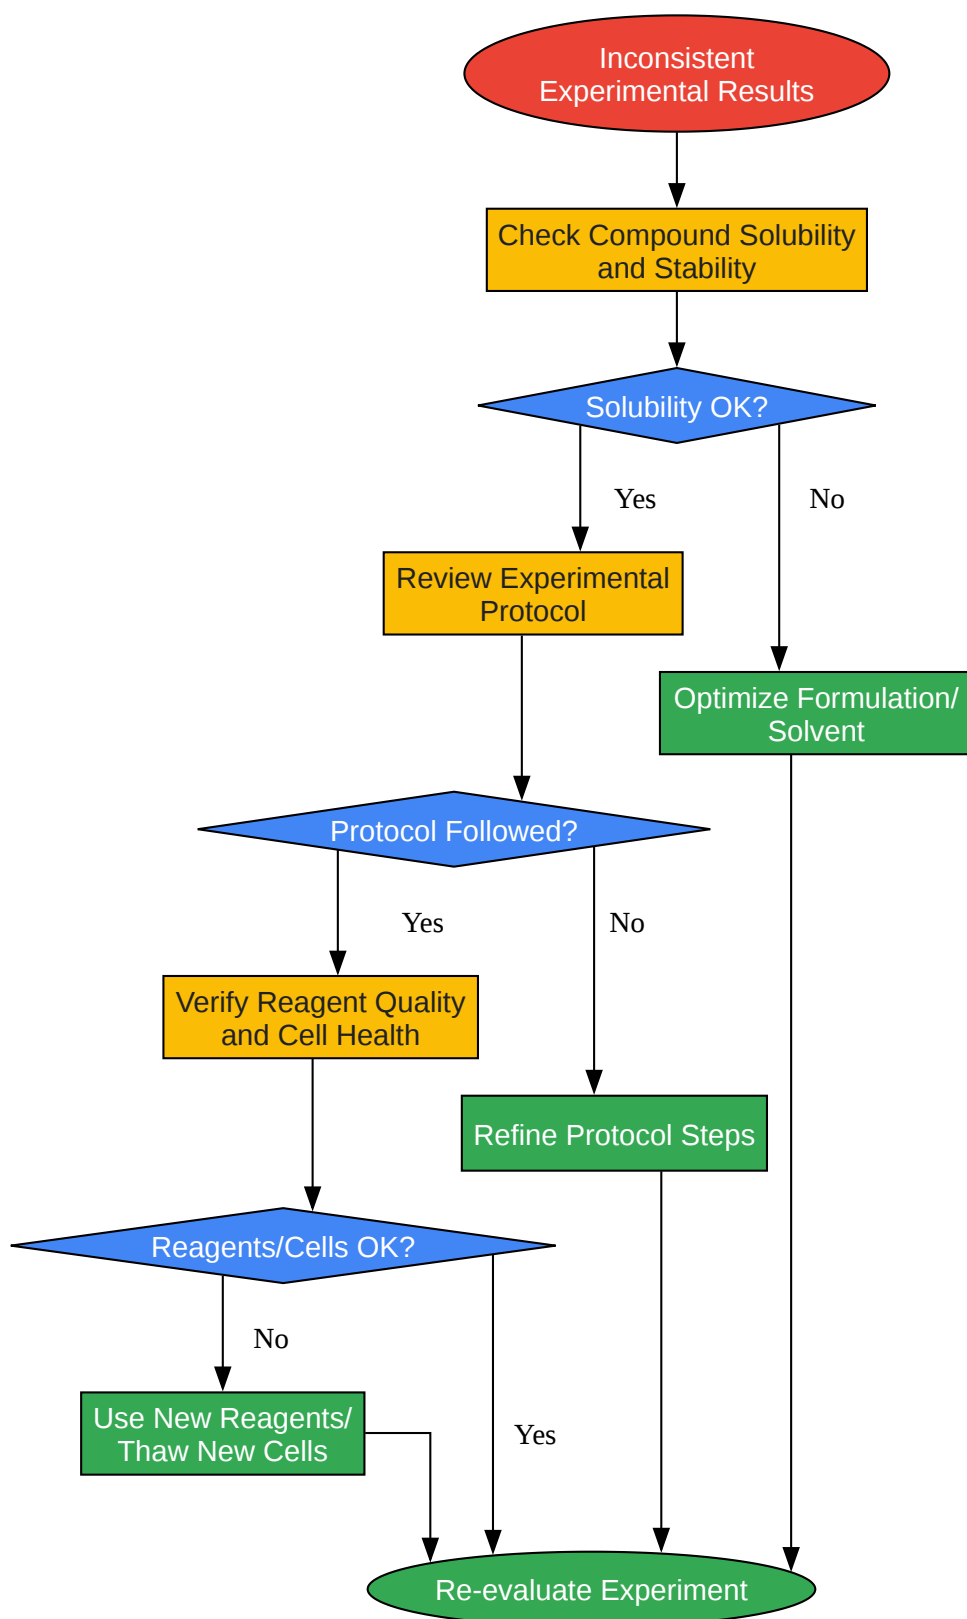 Inconsistent
Experimental Results
Check Compound Solubility
and Stability
Solubility OK?
Yes
No
Review Experimental
Protocol
Optimize Formulation/
Solvent
Protocol Followed?
Yes
No
Verify Reagent Quality
and Cell Health
Refine Protocol Steps
Reagents/Cells OK?
No
Use New Reagents/
Thaw New Cells
Yes
Re-evaluate Experiment